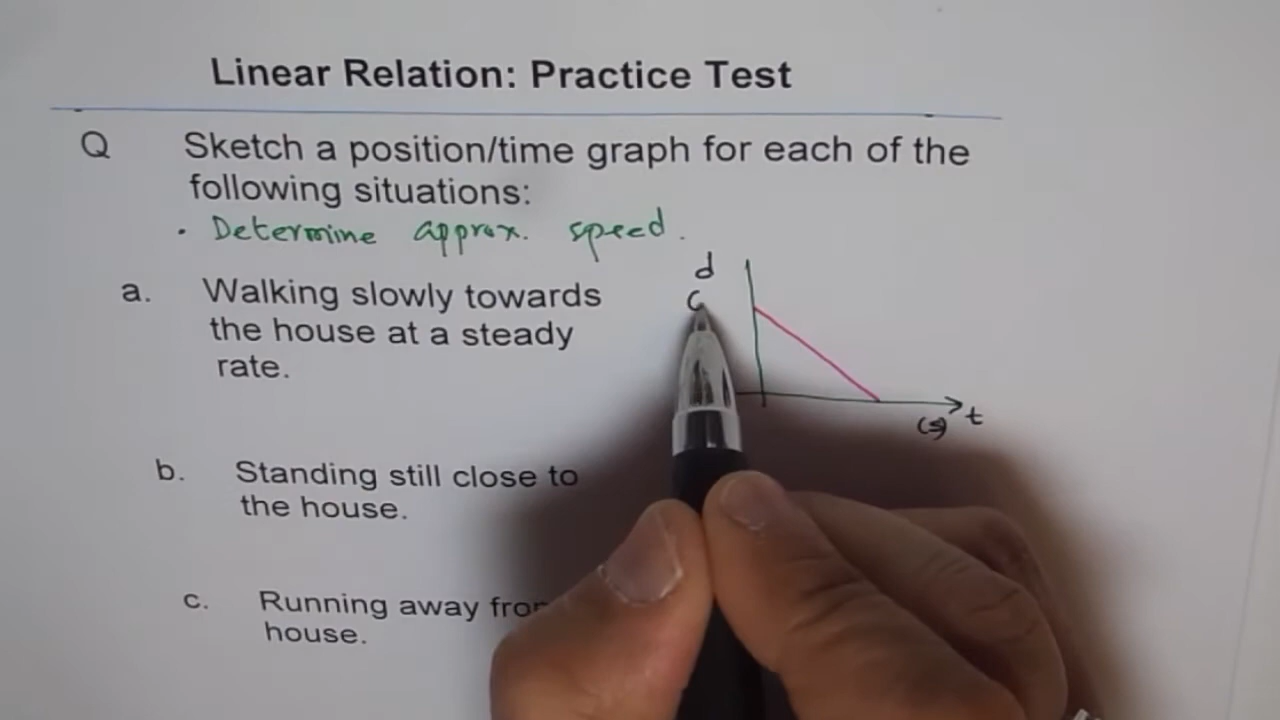 Linear Relation: Practice Test
Q Sketch a position/time graph for each of the
following situations:
• Determine approx. speed.
d
(
a. Walking slowly towards
the house at a steady
rate.
(s) t
b. Standing still close to
the house.
c. Running away from
house.